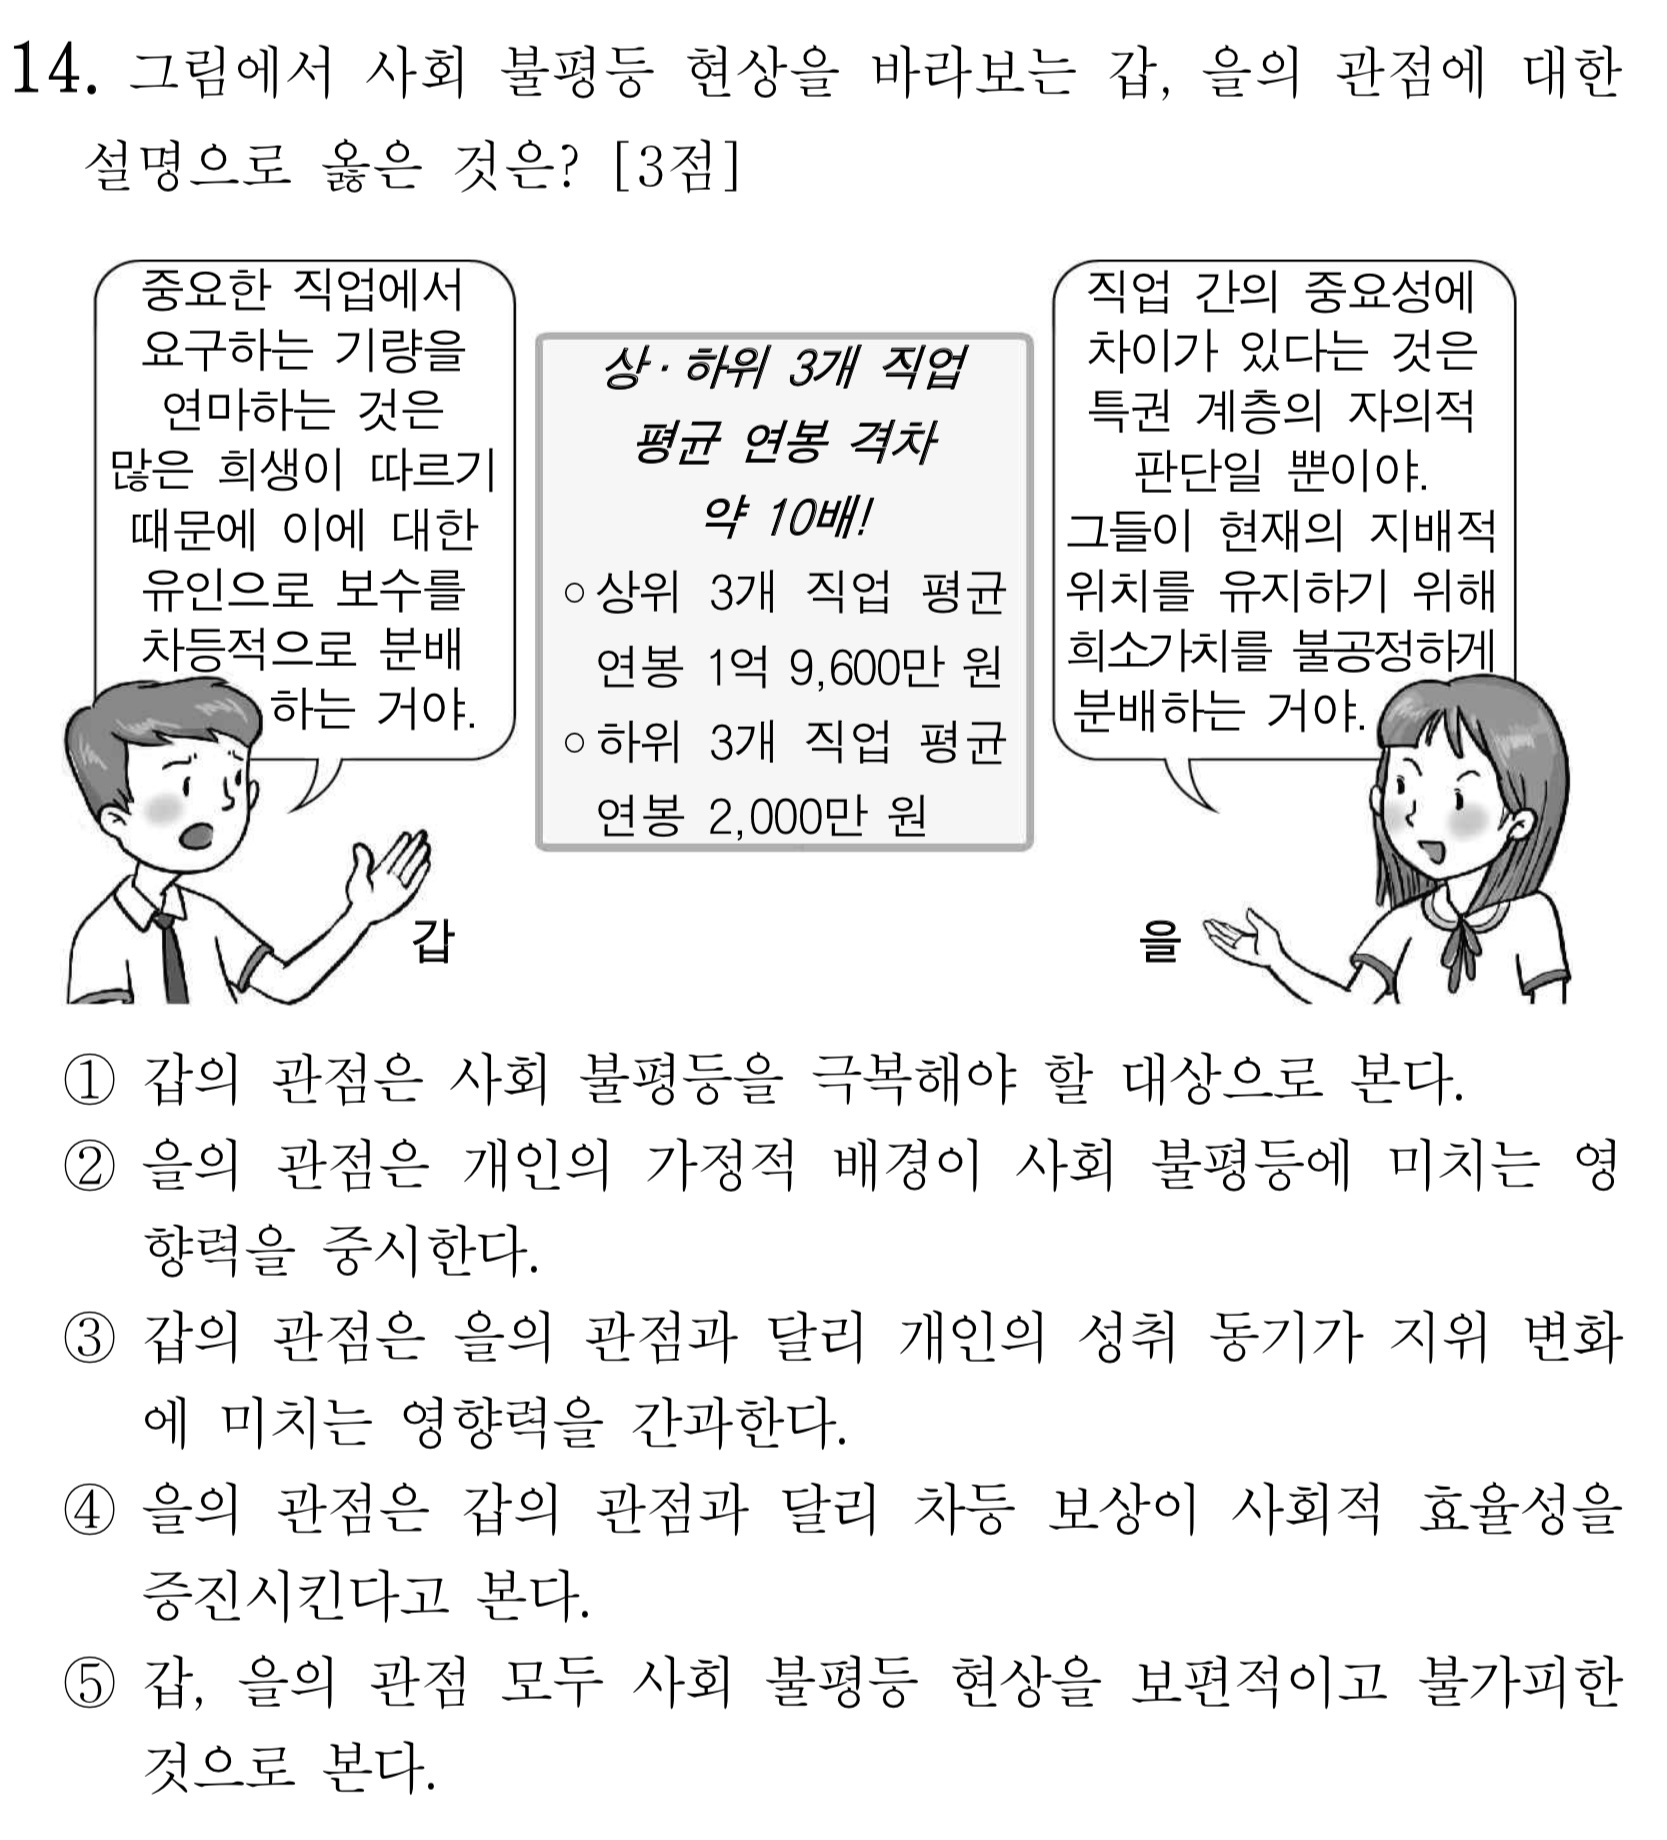 14. 그림에서 사회 불평등 현상을 바라보는 갑, 을의 관점에 대한
설명으로 옳은 것은? [3점]
중요한 직업에서
요구하는 기량을
연마하는 것은
많은 희생이 따르기
때문에 이에 대한
유인으로 보수를
차등적으로 분배
하는 거야.
갑
상·하위 3개 직업
평균 연봉 격차
약 10배!
○상위 3개 직업 평균
연봉 1억 9,600만 원
○하위 3개 직업 평균
연봉 2,000만 원
직업 간의 중요성에
차이가 있다는 것은
특권 계층의 자의적
판단일 뿐이야.
그들이 현재의 지배적
위치를 유지하기 위해
희소가치를 불공정하게
분배하는 거야.
을
① 갑의 관점은 사회 불평등을 극복해야 할 대상으로 본다.
② 을의 관점은 개인의 가정적 배경이 사회 불평등에 미치는 영
향력을 중시한다.
③ 갑의 관점은 을의 관점과 달리 개인의 성취 동기가 지위 변화
에 미치는 영향력을 간과한다.
④ 을의 관점은 갑의 관점과 달리 차등 보상이 사회적 효율성을
증진시킨다고 본다.
⑤ 갑, 을의 관점 모두 사회 불평등 현상을 보편적이고 불가피한
것으로 본다.